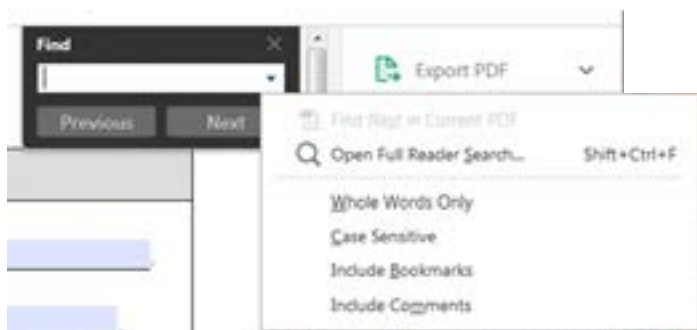 Find
Export PDF
Previous Next
Find Next in Current PDF
Open Full Reader Search... Shift+Ctrl+F
Whole Words Only
Case Sensitive
Include Bookmarks
Include Comments